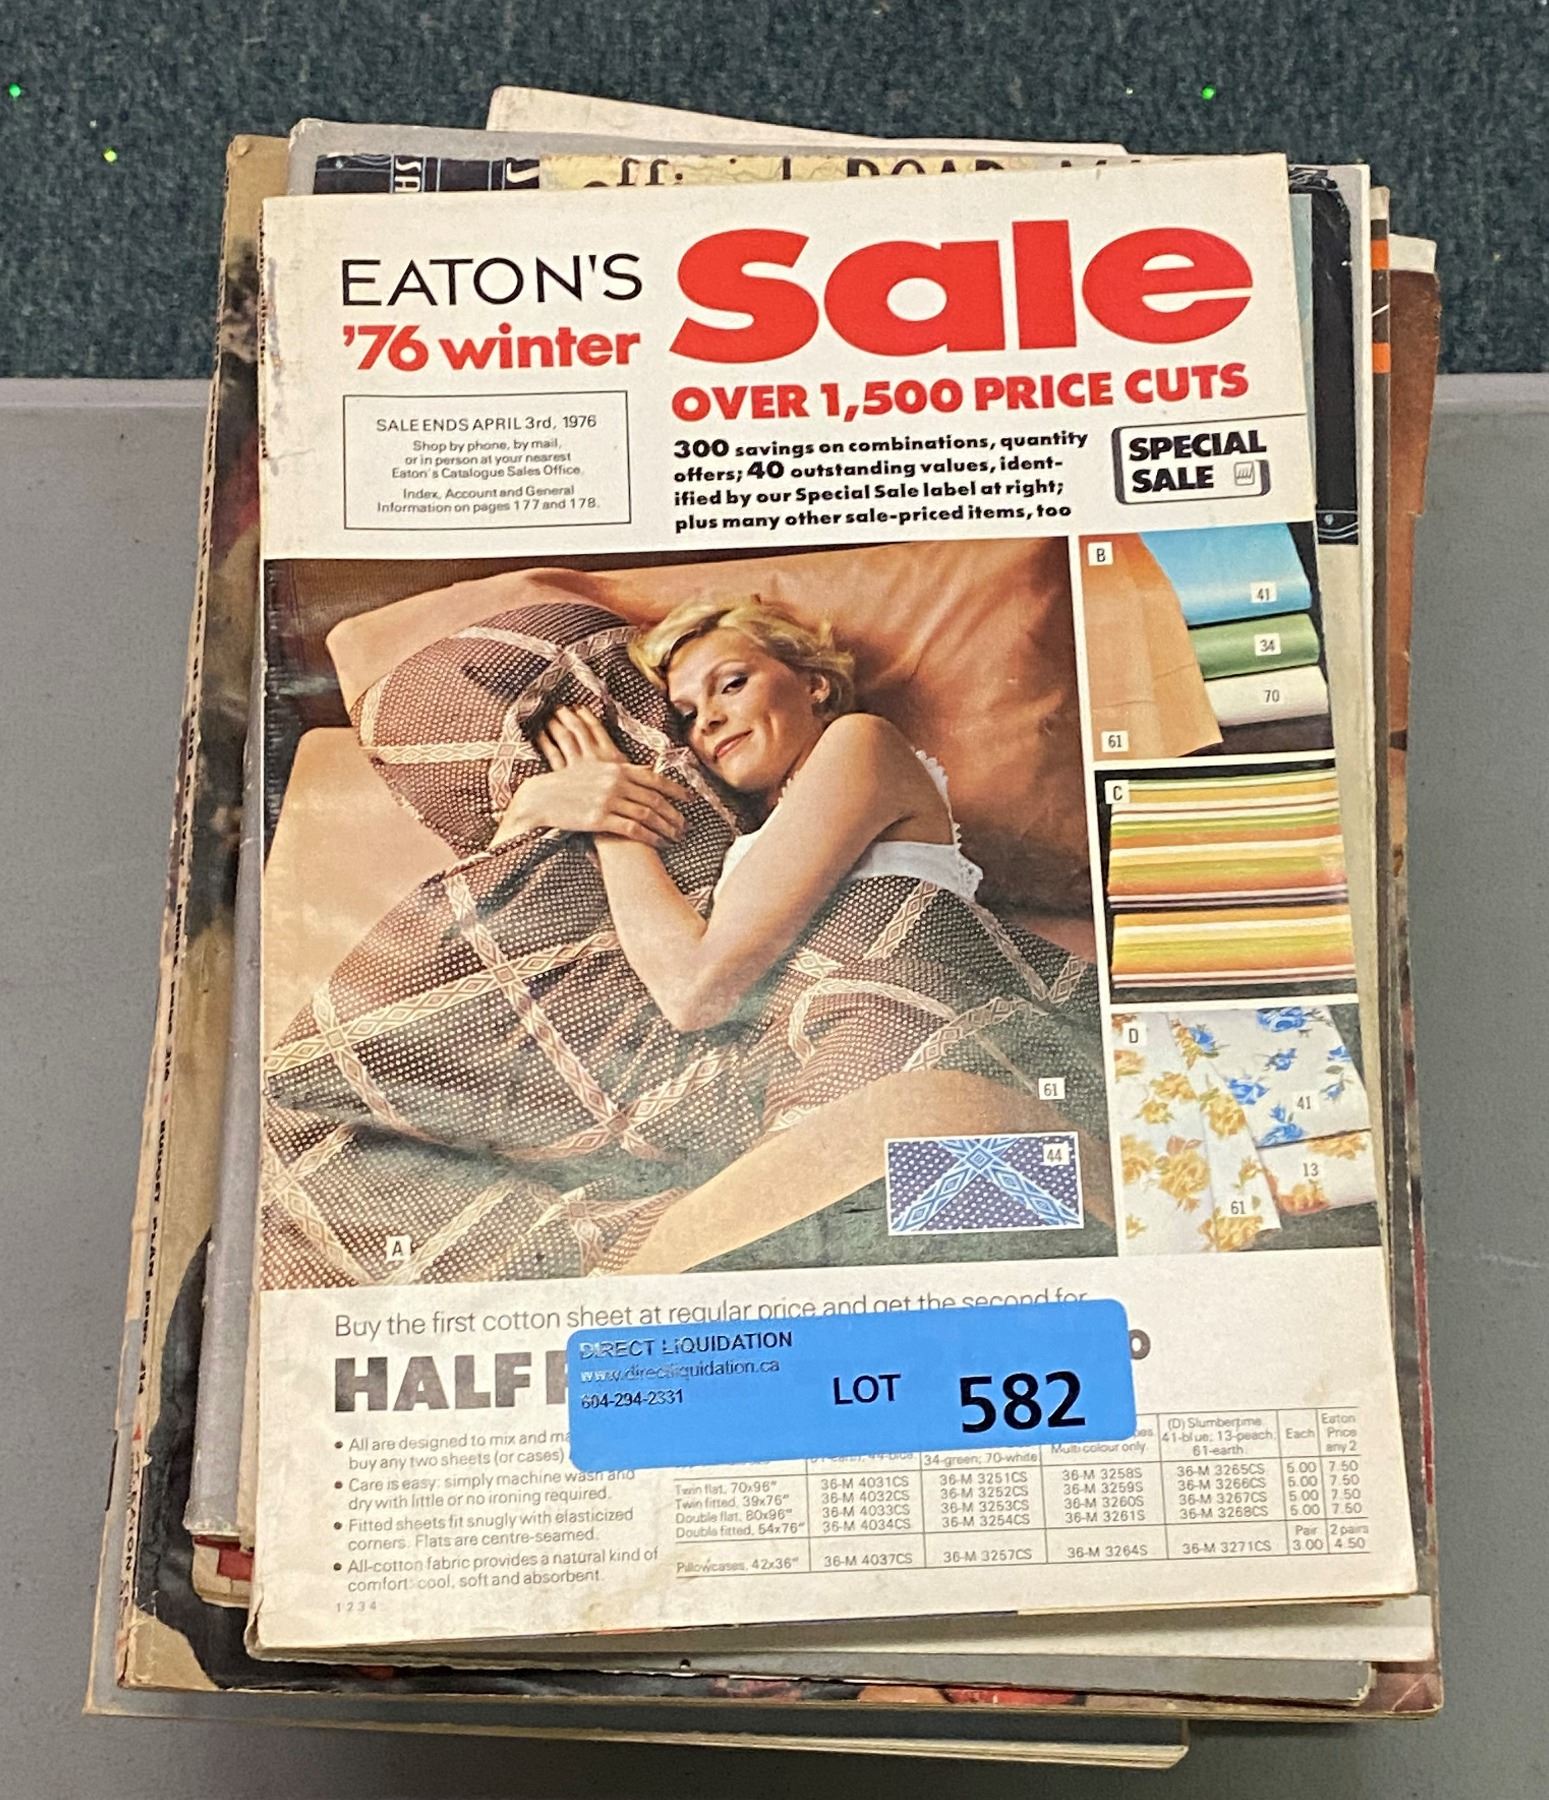 official ROAD
EATON'S
'76 winter
Sale
OVER 1,500 PRICE CUTS
SALE ENDS APRIL 3rd, 1976
Shop by phone, by mail,
or in person at your nearest
Eaton's Catalogue Sales Office.
Index, Account and General
Information on pages 177 and 178.
300 savings on combinations, quantity
offers; 40 outstanding values, ident-
ified by our Special Sale label at right;
plus many other sale-priced items, too
SPECIAL
SALE
B
41
34
70
61
C
D
41
13
61
61
44
A
Buy the first cotton sheet at regular price and get the second for
HALF
DIRECT LIQUIDATION
www.directliquidation.ca
604-294-2331
LOT 582
• All are designed to mix and
buy any two sheets (or cases)
• Care is easy: simply machine wash and
dry with little or no ironing required.
• Fitted sheets fit snugly with elasticized
corners. Flats are centre-seamed.
• All-cotton fabric provides a natural kind of
comfort: cool, soft and absorbent.
1 2 3 4
34-green; 70-white
Multi colour only.
(D) Slumbertime
41-blue; 13-peach;
61-earth.
Each
Eaton
Price
any 2
Twin flat, 70x96" 36-M 4031CS 36-M 3251CS 36-M 3258S 36-M 3265CS 5.00 7.50
Twin fitted, 39x76" 36-M 4032CS 36-M 3252CS 36-M 3259S 36-M 3266CS 5.00 7.50
Double flat, 80x96" 36-M 4033CS 36-M 3253CS 36-M 3260S 36-M 3267CS 5.00 7.50
Double fitted, 54x76" 36-M 4034CS 36-M 3254CS 36-M 3261S 36-M 3268CS 5.00 7.50
Pair 2 pairs
Pillowcases, 42x36" 36-M 4037CS 36-M 3257CS 36-M 3264S 36-M 3271CS 3.00 4.50